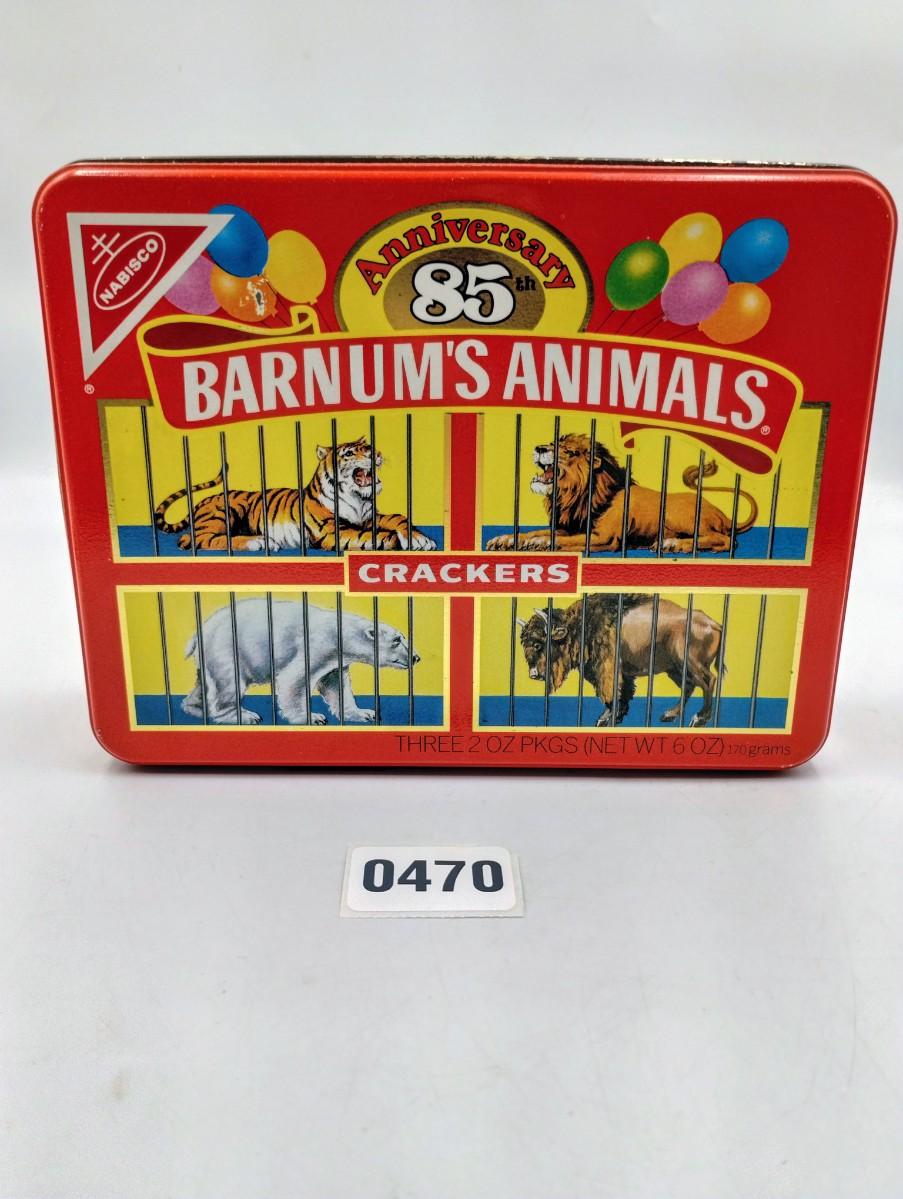 NABISCO
®
Anniversary
85th
BARNUM'S ANIMALS®
CRACKERS
THREE 2 OZ PKGS (NET WT 6 OZ) 170 grams
0470